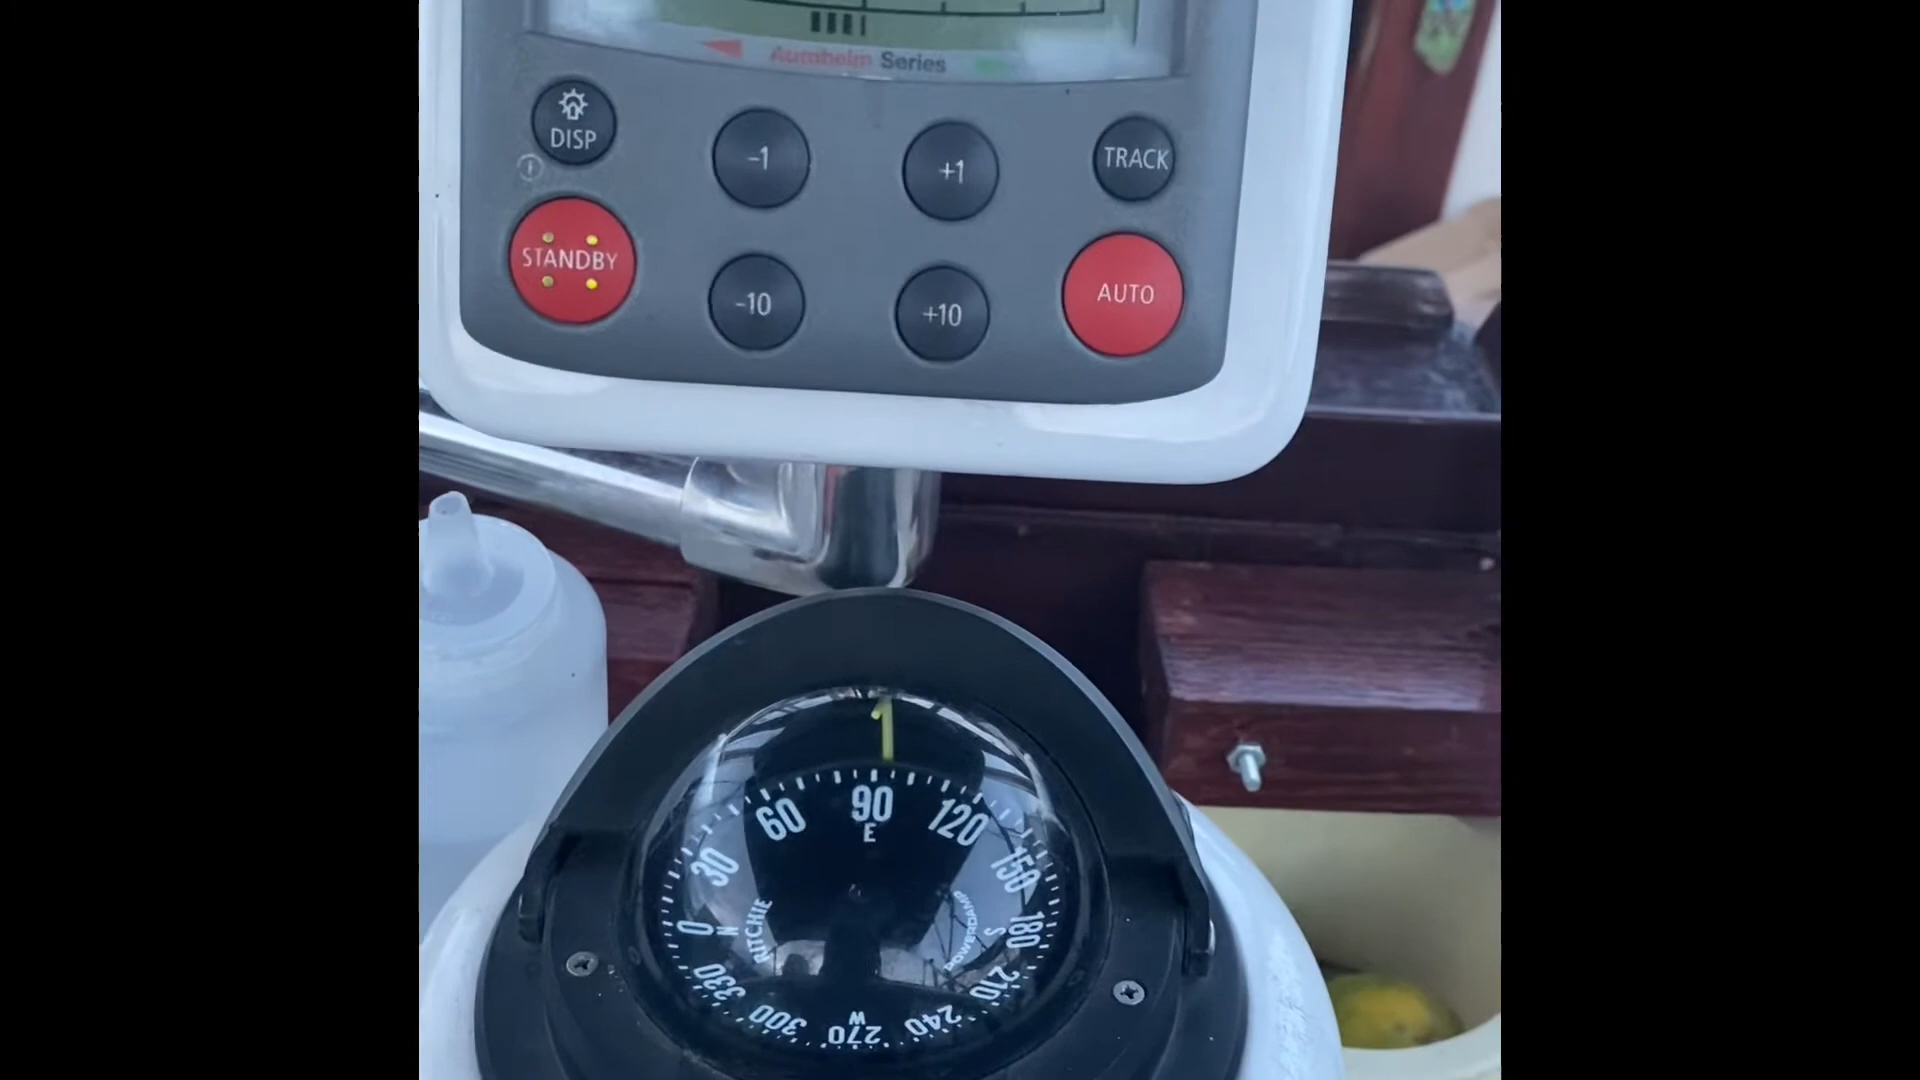 Autohelm Series
DISP
-1
+1
TRACK
STANDBY
-10
+10
AUTO
60
90
120
E
30
150
0
N
RITCHIE
POWERDAMP
S
180
330
210
300
W
270
240